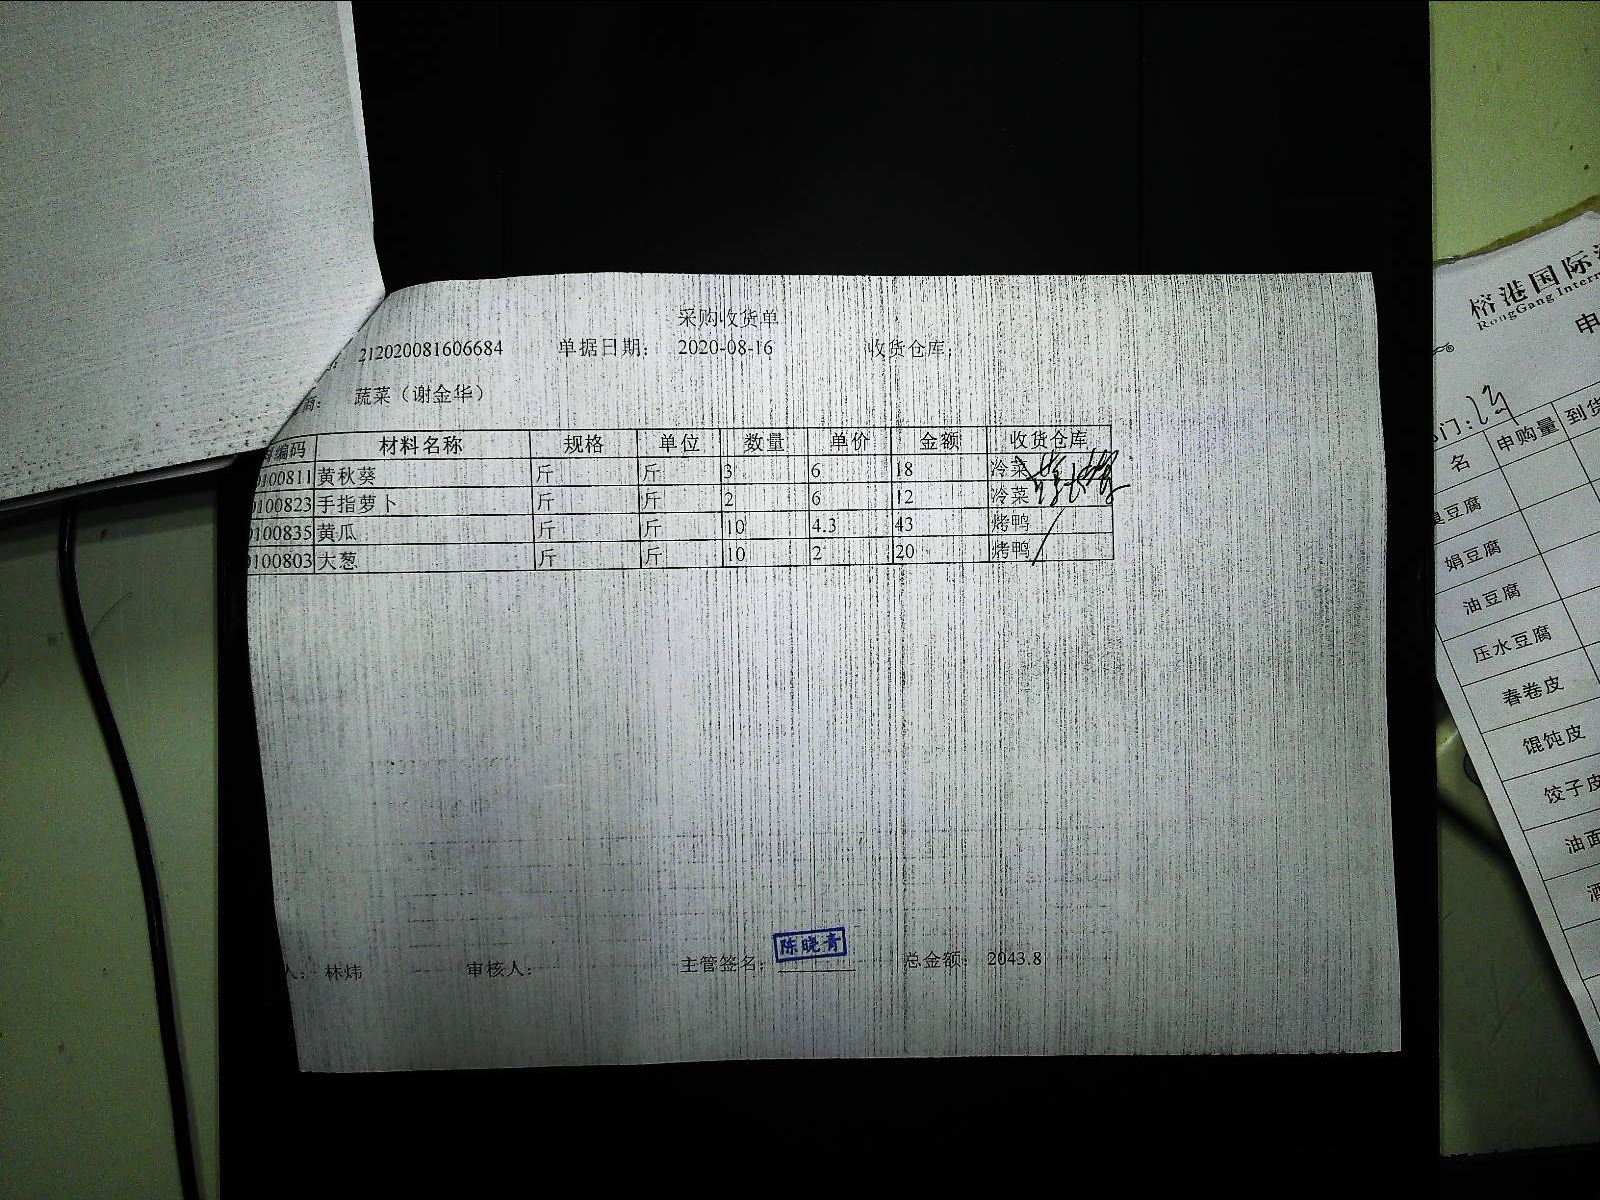 采购收货单
212020081606684 单据日期: 2020-08-16 收货仓库:
商: 蔬菜（谢金华）
编码 材料名称 规格 单位 数量 单价 金额 收货仓库
0100811 黄秋葵 斤 斤 3 6 18 冷菜
0100823 手指萝卜 斤 斤 2 6 12 冷菜
0100835 黄瓜 斤 斤 10 4.3 43 烤鸭
0100803 大葱 斤 斤 10 2 20 烤鸭
人: 林炜 审核人: 主管签名: 陈晓青 总金额: 2043.8
榕港国际
RongGang Intern
申
门:
名 申购量 到货
豆腐
娟豆腐
油豆腐
压水豆腐
春卷皮
馄饨皮
饺子皮
油面
酒